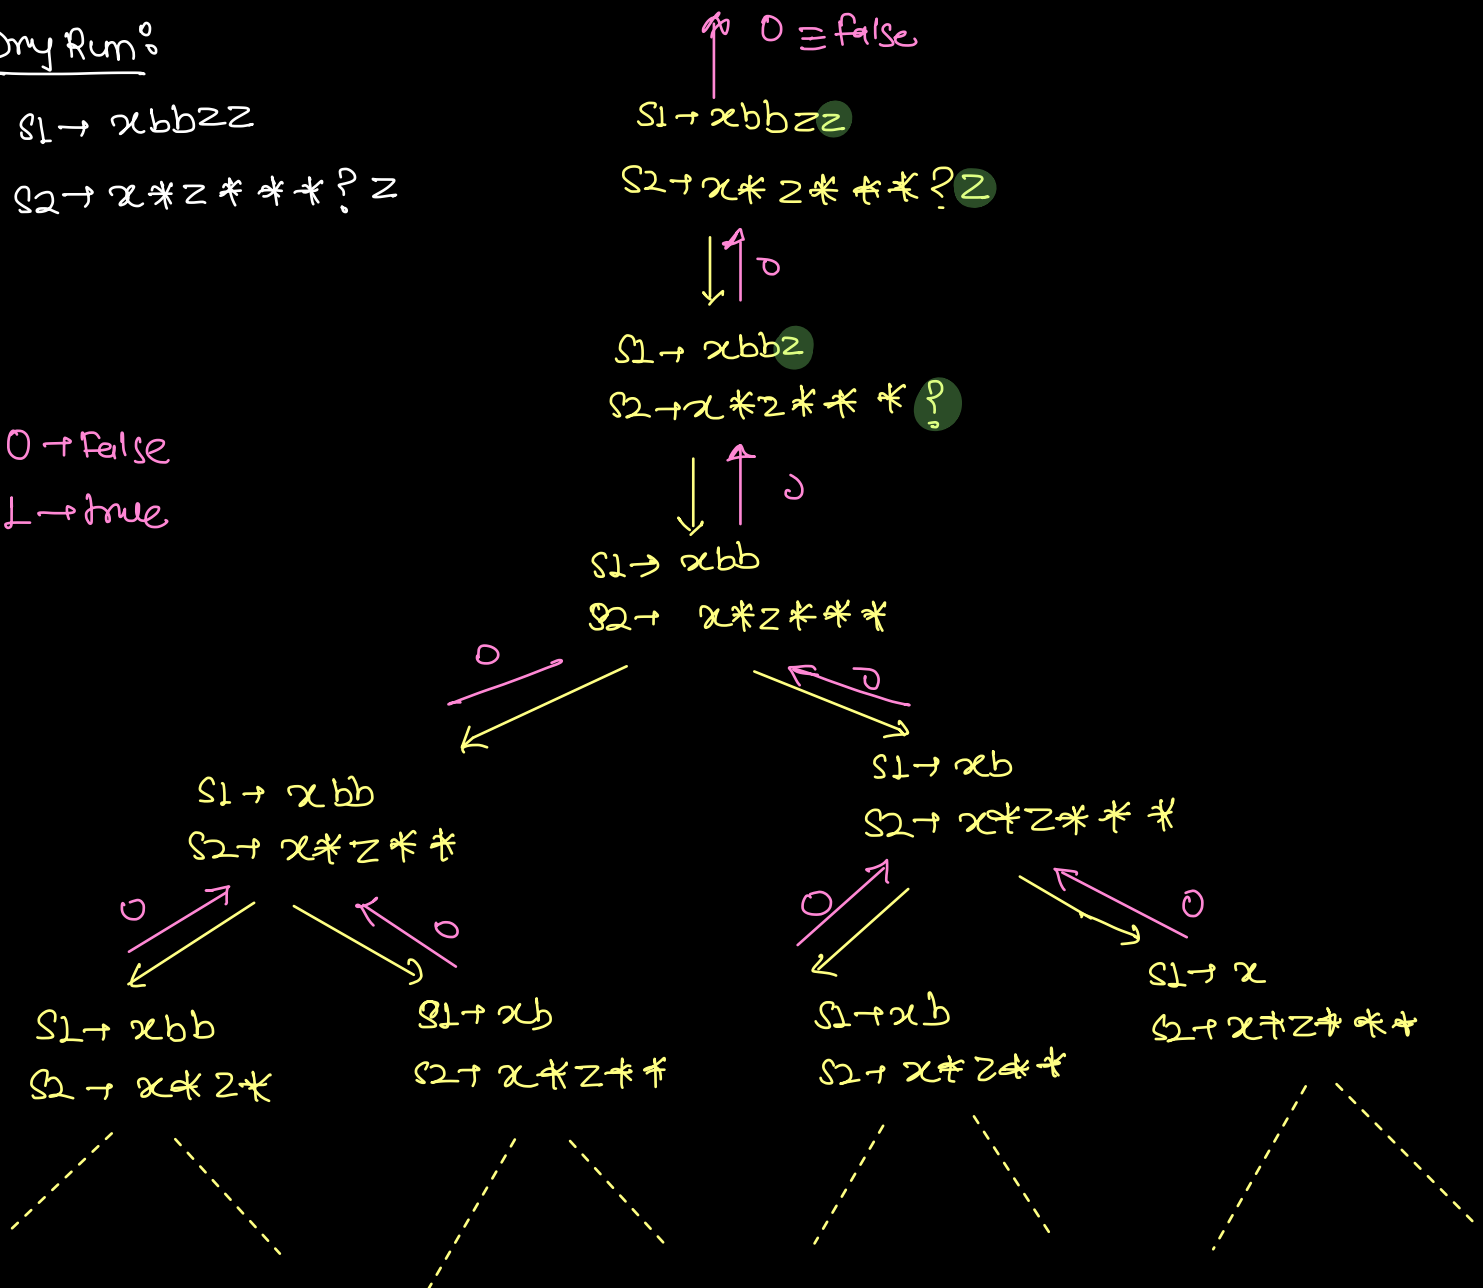 Dry Run:
S1 → xbbzz
S2 → x*z***?z
0 → False
1 → true
0 ≡ false
S1 → xbbzz
S2 → x*z***?z
0
S1 → xbbz
S2 → x*z***?
0
S1 → xbb
S2 → x*z***
0
0
S1 → xbb
S2 → x*z**
S1 → xb
S2 → x*z***
0
0
0
0
S1 → xbb
S2 → x*z*
S1 → xb
S2 → x*z**
S1 → xb
S2 → x*z**
S1 → x
S2 → x*z***